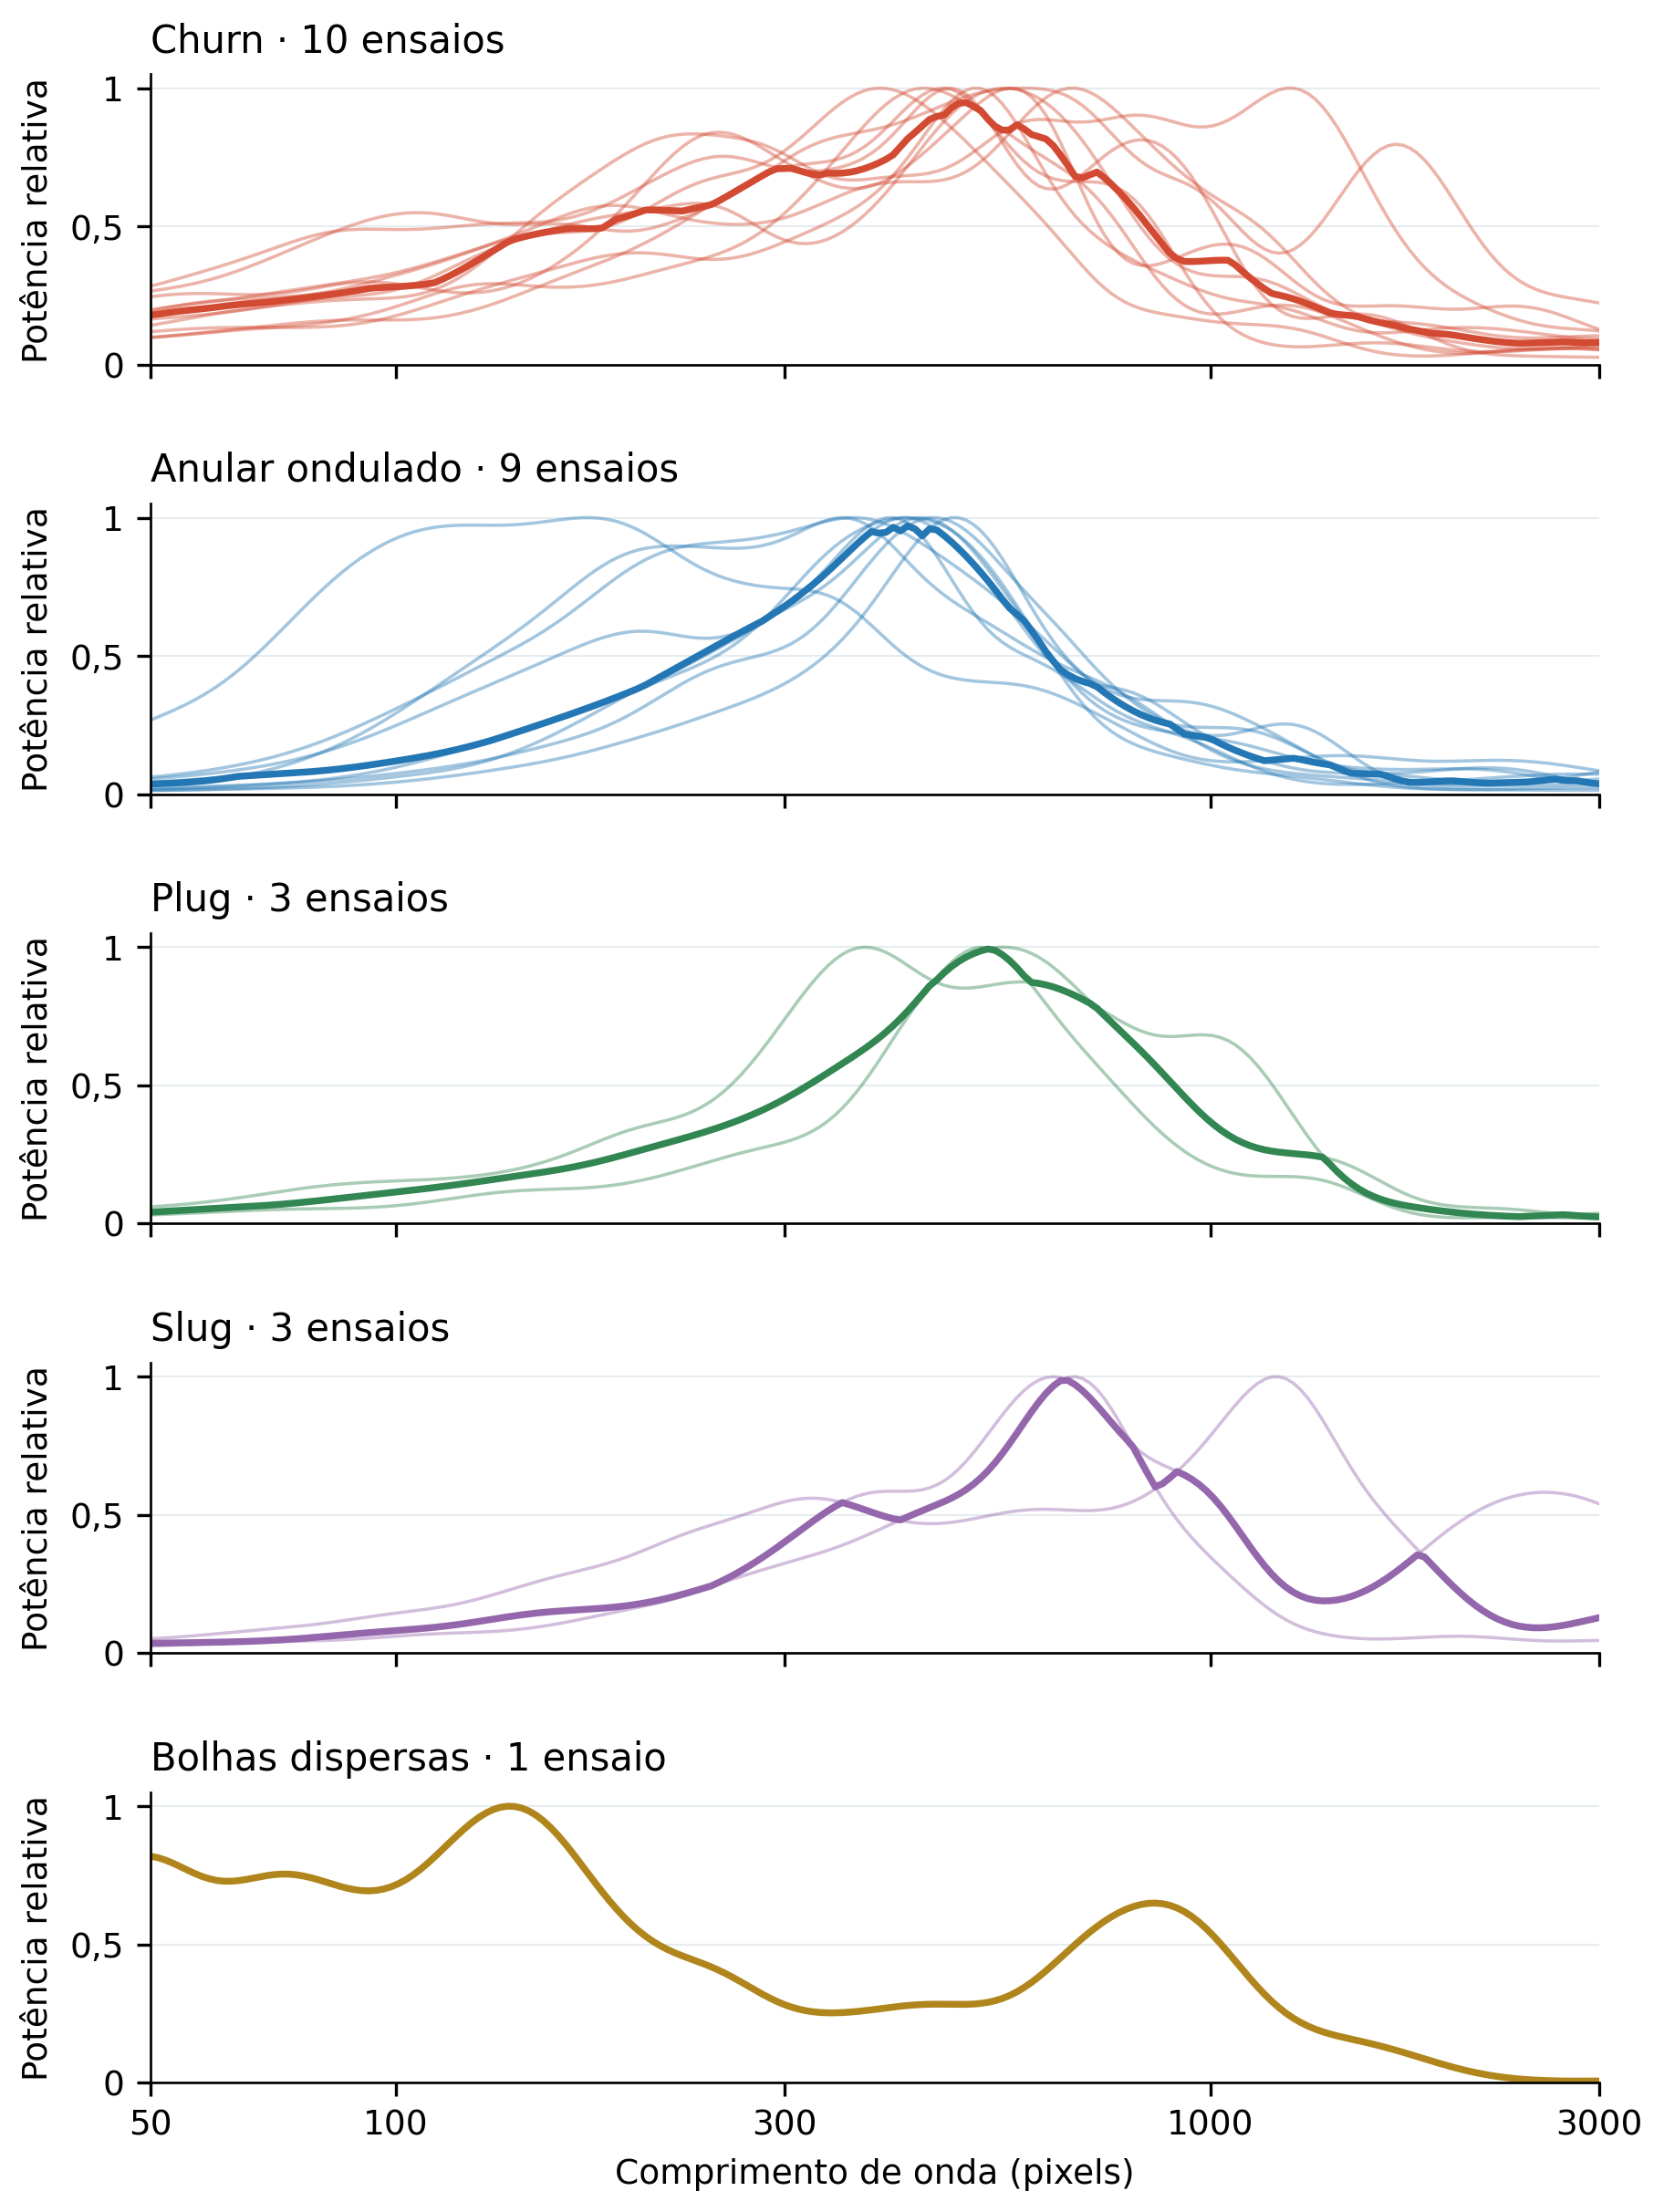 Churn · 10 ensaios
Potência relativa
1
0,5
0
Anular ondulado · 9 ensaios
Potência relativa
1
0,5
0
Plug · 3 ensaios
Potência relativa
1
0,5
0
Slug · 3 ensaios
Potência relativa
1
0,5
0
Bolhas dispersas · 1 ensaio
Potência relativa
1
0,5
0
50 100 300 1000 3000
Comprimento de onda (pixels)